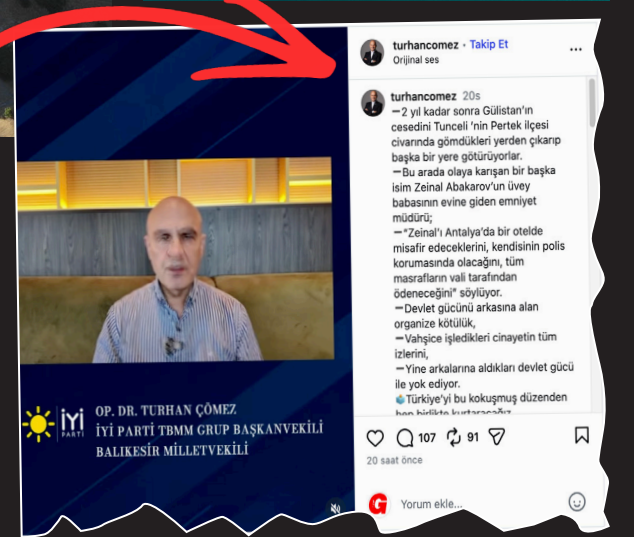 turhancomez • Takip Et
Orijinal ses
turhancomez 20s
—2 yıl kadar sonra Gülistan'ın
cesedini Tunceli 'nin Pertek ilçesi
civarında gömdükleri yerden çıkarıp
başka bir yere götürüyorlar.
—Bu arada olaya karışan bir başka
isim Zeinal Abakarov'un üvey
babasının evine giden emniyet
müdürü;
—"Zeinal'ı Antalya'da bir otelde
misafir edeceklerini, kendisinin polis
korumasında olacağını, tüm
masrafların vali tarafından
ödeneceğini" söylüyor.
—Devlet gücünü arkasına alan
organize kötülük,
—Vahşice işledikleri cinayetin tüm
izlerini,
—Yine arkalarına aldıkları devlet gücü
ile yok ediyor.
Türkiye'yi bu kokuşmuş düzenden
hep birlikte kurtaracağız
107 91
20 saat önce
G Yorum ekle...
İYİ
PARTİ
OP. DR. TURHAN ÇÖMEZ
İYİ PARTİ TBMM GRUP BAŞKANVEKİLİ
BALIKESİR MİLLETVEKİLİ